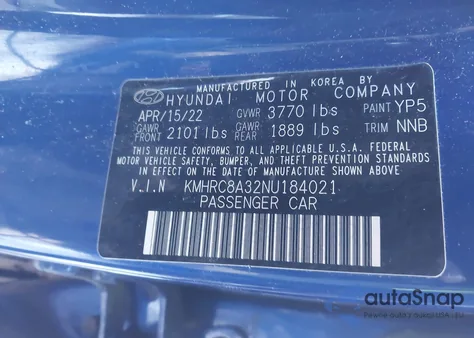 MANUFACTURED IN KOREA BY
HYUNDAI MOTOR COMPANY
APR/15/22 GVWR 3770 lbs PAINT YP5
GAWR FRONT 2101 lbs GAWR REAR 1889 lbs TRIM NNB
THIS VEHICLE CONFORMS TO ALL APPLICABLE U.S.A. FEDERAL
MOTOR VEHICLE SAFETY, BUMPER, AND THEFT PREVENTION STANDARDS
IN EFFECT ON THE DATE OF MANUFACTURE SHOWN ABOVE.
V.I.N KMHRC8A32NU184021
PASSENGER CAR
autoSnap